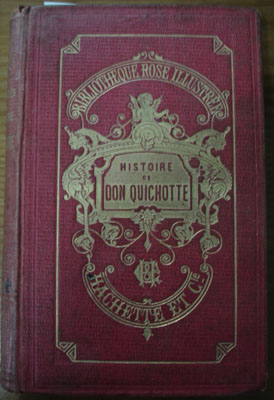 BIBLIOTHÈQUE ROSE ILLUSTRÉE
HISTOIRE
DE
DON QUICHOTTE
HACHETTE ET Cie